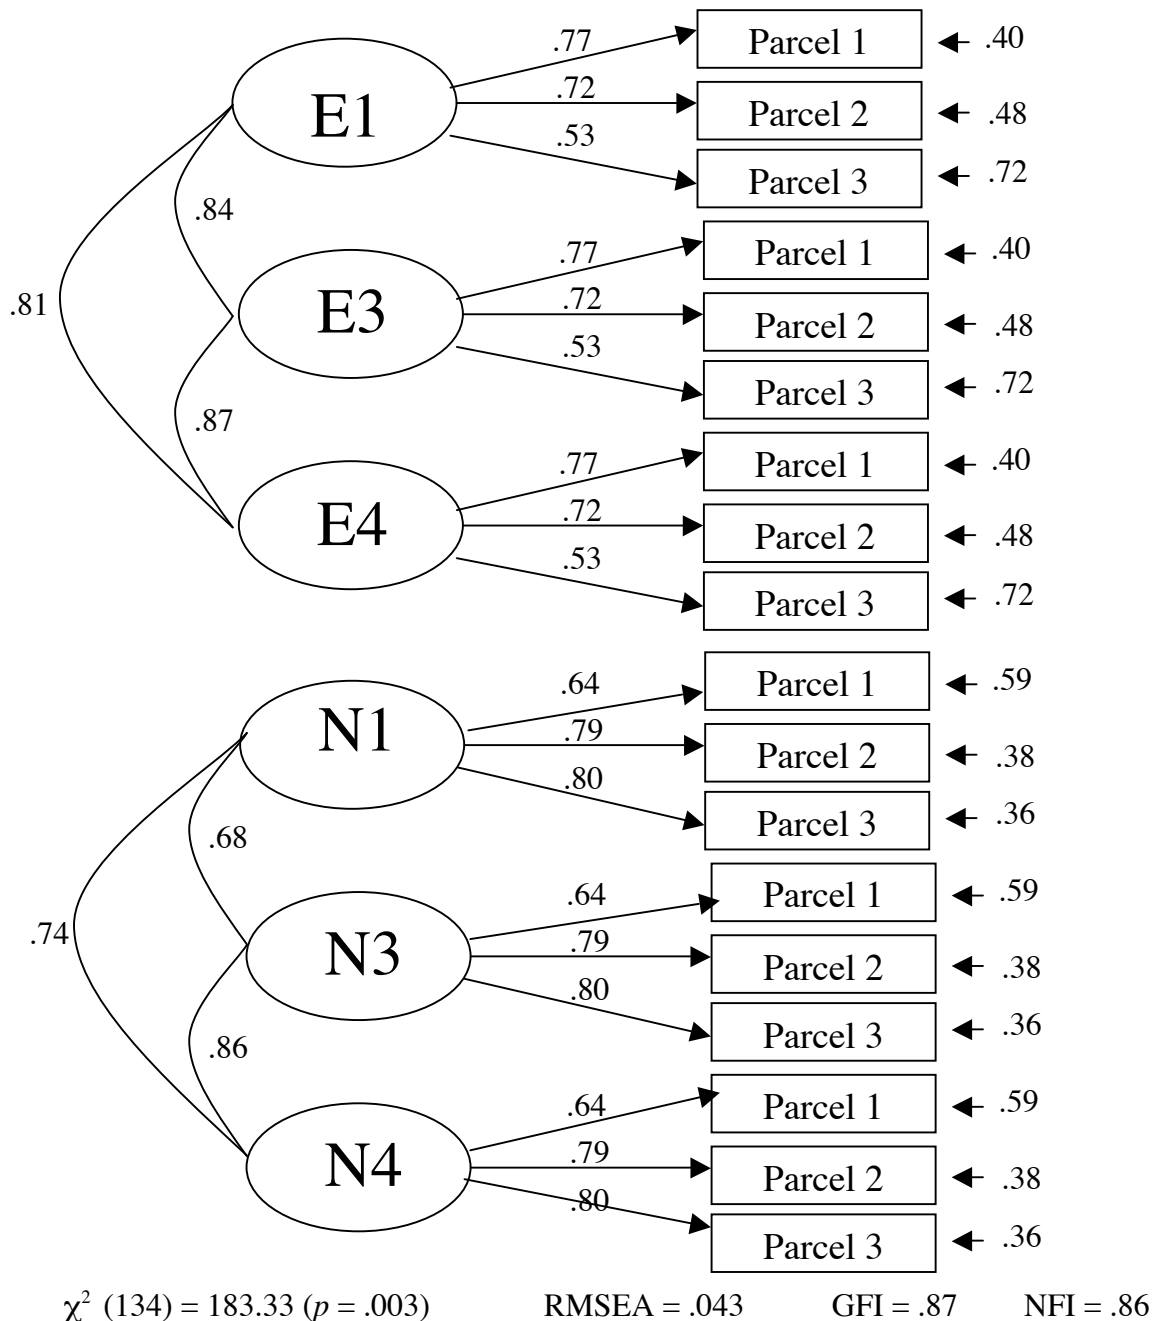 .77 Parcel 1 .40
E1 .72 Parcel 2 .48
.53 Parcel 3 .72
.84
.77 Parcel 1 .40
.81 E3 .72 Parcel 2 .48
.53 Parcel 3 .72
.87
.77 Parcel 1 .40
E4 .72 Parcel 2 .48
.53 Parcel 3 .72
.64 Parcel 1 .59
N1 .79 Parcel 2 .38
.80 Parcel 3 .36
.68
.64 Parcel 1 .59
.74 N3 .79 Parcel 2 .38
.80 Parcel 3 .36
.86
.64 Parcel 1 .59
N4 .79 Parcel 2 .38
.80 Parcel 3 .36
χ² (134) = 183.33 (p = .003) RMSEA = .043 GFI = .87 NFI = .86